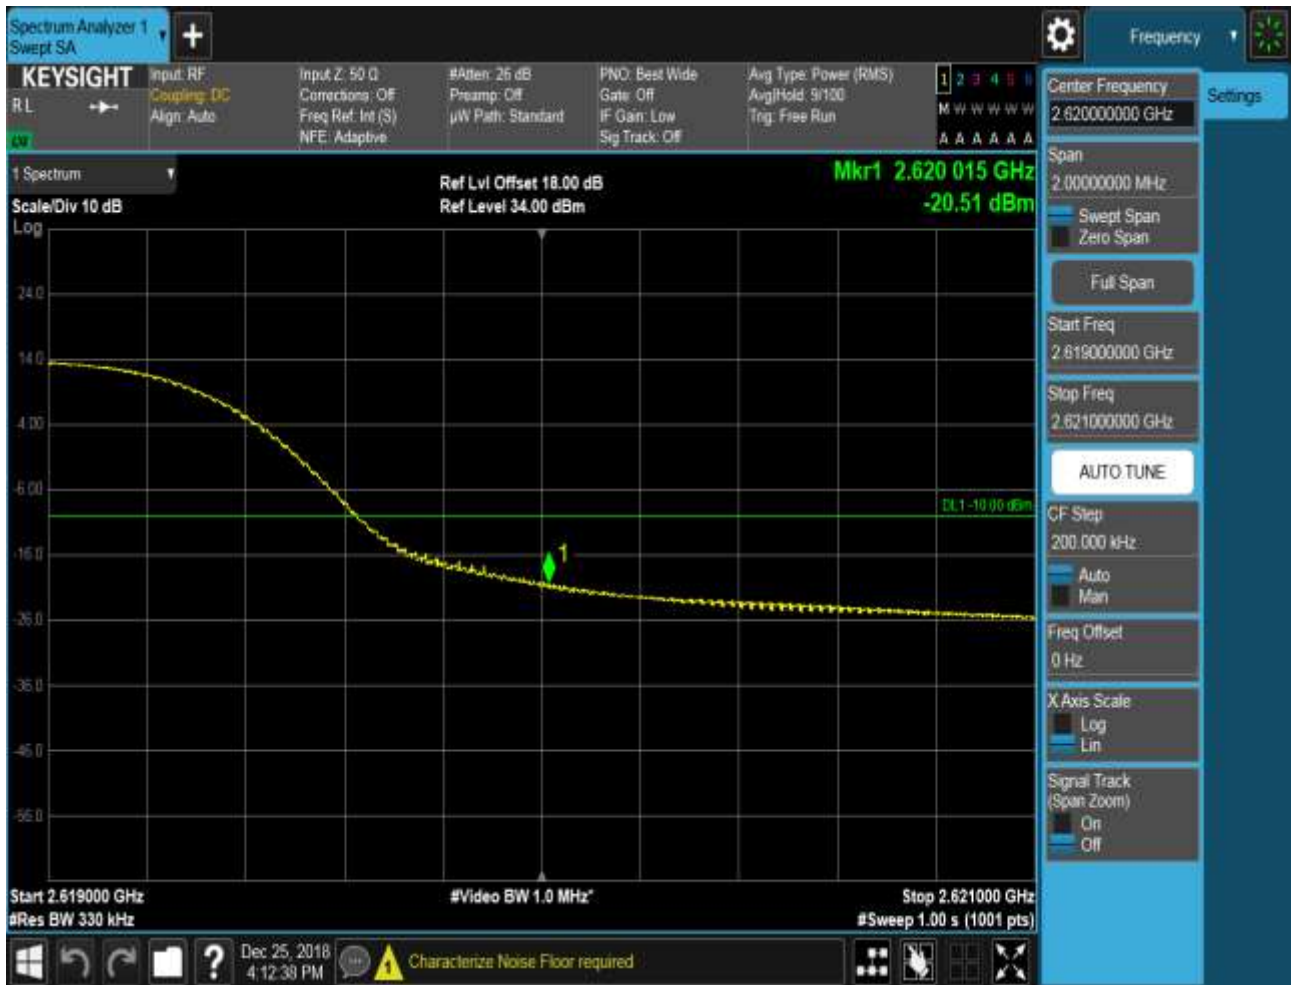 Spectrum Analyzer 1
Swept SA
Frequency
KEYSIGHT
Input: RF
Input Z: 50 Ω
#Atten: 26 dB
PNO: Best Wide
Avg Type: Power (RMS)
1 2 3 4 5 6
R L
Coupling: DC
Corrections: Off
Preamp: Off
Gate: Off
Avg|Hold: 9/100
M W W W W W
Align: Auto
Freq Ref: Int (S)
µW Path: Standard
IF Gain: Low
Trig: Free Run
NFE: Adaptive
Sig Track: Off
A A A A A A
1 Spectrum
Ref Lvl Offset 18.00 dB
Mkr1 2.620 015 GHz
Scale/Div 10 dB
Ref Level 34.00 dBm
-20.51 dBm
Log
24.0
14.0
4.00
-6.00
DL1 -10.00 dBm
-16.0
1
-26.0
-36.0
-46.0
-56.0
Start 2.619000 GHz
#Video BW 1.0 MHz*
Stop 2.621000 GHz
#Res BW 330 kHz
#Sweep 1.00 s (1001 pts)
Center Frequency
2.620000000 GHz
Settings
Span
2.00000000 MHz
Swept Span
Zero Span
Full Span
Start Freq
2.619000000 GHz
Stop Freq
2.621000000 GHz
AUTO TUNE
CF Step
200.000 kHz
Auto
Man
Freq Offset
0 Hz
X Axis Scale
Log
Lin
Signal Track
(Span Zoom)
On
Off
?
Dec 25, 2018
4:12:38 PM
Characterize Noise Floor required